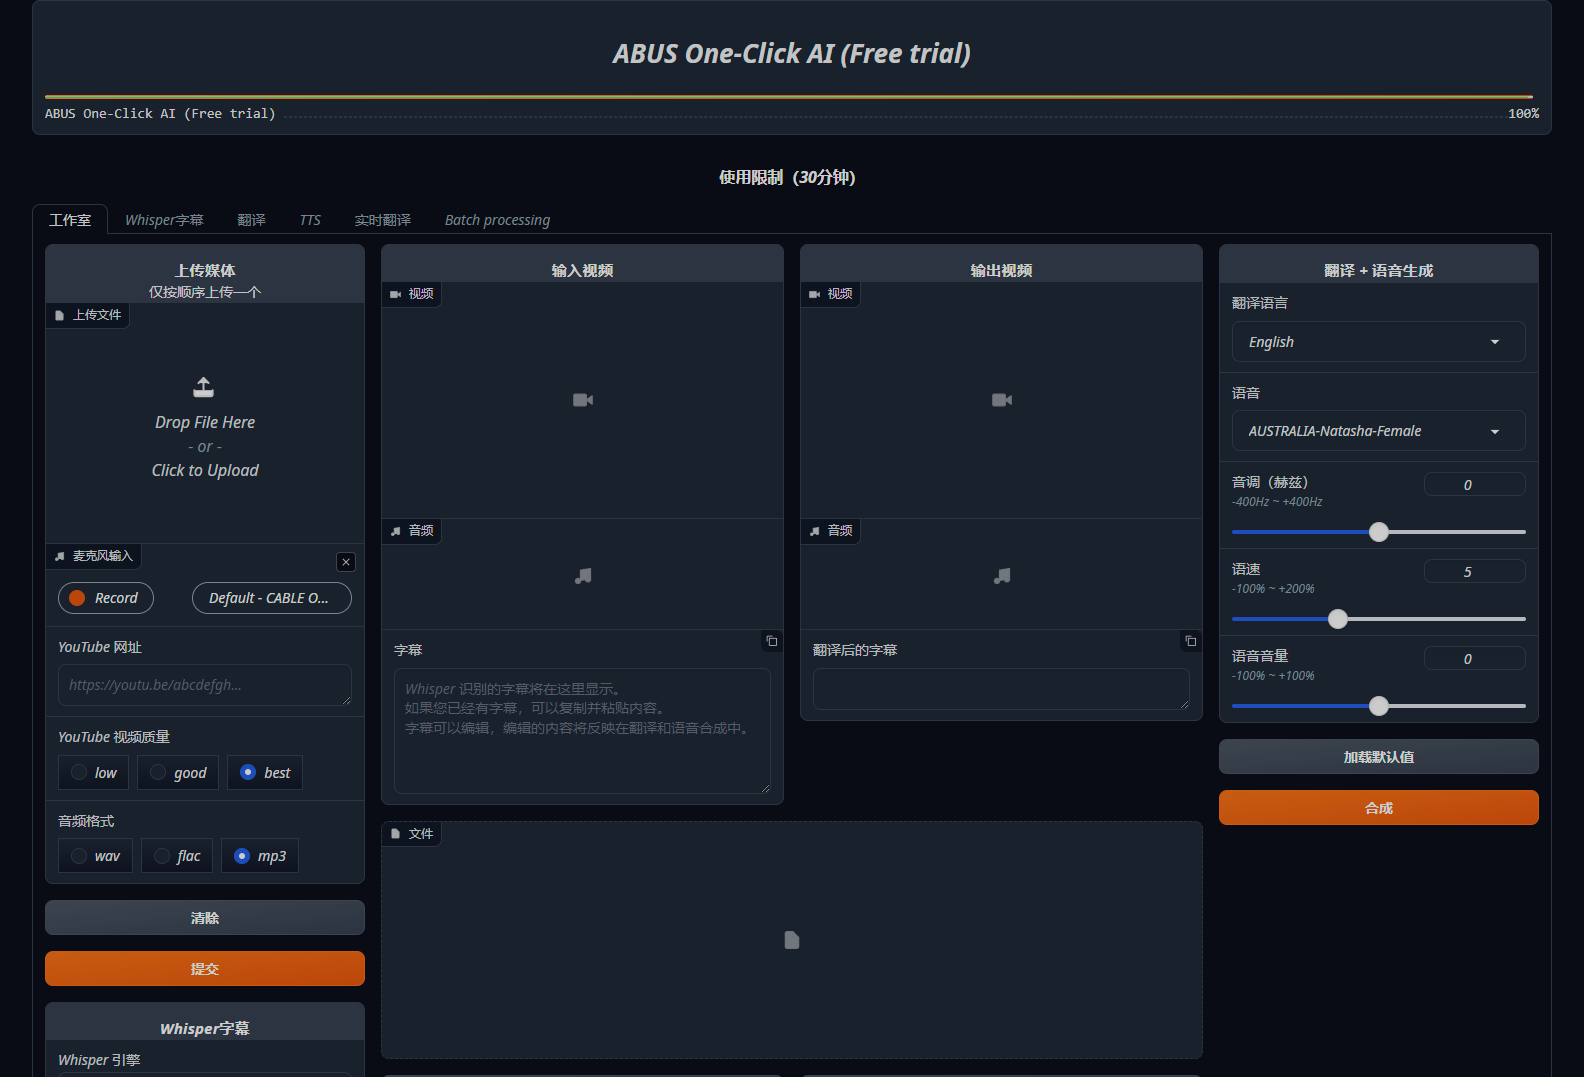 ABUS One-Click AI (Free trial)
ABUS One-Click AI (Free trial)
100%
使用限制（30分钟）
工作室
Whisper字幕
翻译
TTS
实时翻译
Batch processing
上传媒体
仅按顺序上传一个
上传文件
Drop File Here
- or -
Click to Upload
麦克风输入
Record
Default - CABLE O...
YouTube 网址
https://youtu.be/abcdefgh...
YouTube 视频质量
low
good
best
音频格式
wav
flac
mp3
清除
提交
Whisper字幕
Whisper 引擎
输入视频
视频
音频
字幕
Whisper 识别的字幕将在这里显示。
如果您已经有字幕，可以复制并粘贴内容。
字幕可以编辑，编辑的内容将反映在翻译和语音合成中。
输出视频
视频
音频
翻译后的字幕
文件
翻译 + 语音生成
翻译语言
English
语音
AUSTRALIA-Natasha-Female
音调（赫兹）
0
-400Hz ~ +400Hz
语速
5
-100% ~ +200%
语音音量
0
-100% ~ +100%
加载默认值
合成